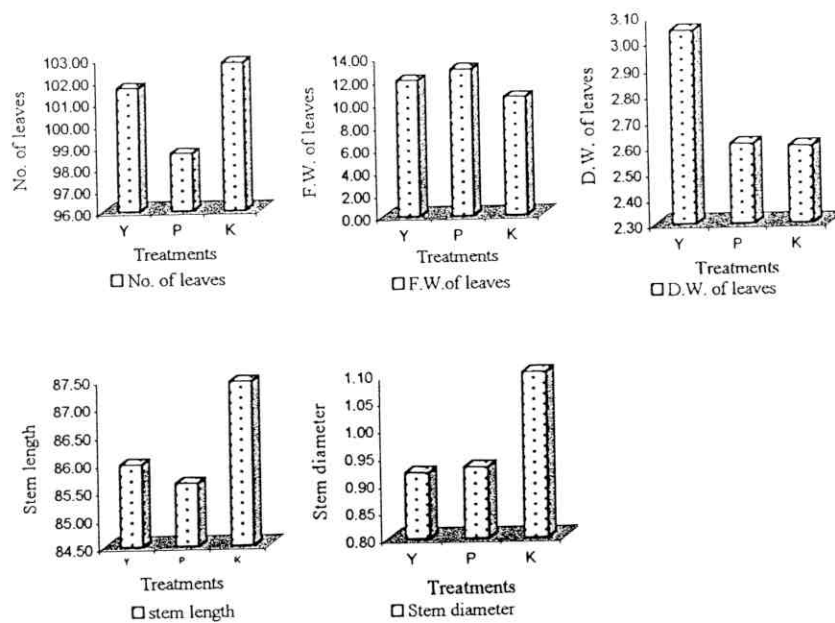 No. of leaves
103.00
102.00
101.00
100.00
99.00
98.00
97.00
96.00
Y P K
Treatments
No. of leaves
F.W. of leaves
14.00
12.00
10.00
8.00
6.00
4.00
2.00
0.00
Y P K
Treatments
F.W.of leaves
D.W. of leaves
3.10
3.00
2.90
2.80
2.70
2.60
2.50
2.40
2.30
Y P K
Treatments
D.W. of leaves
Stem length
87.50
87.00
86.50
86.00
85.50
85.00
84.50
Y P K
Treatments
stem length
Stem diameter
1.10
1.05
1.00
0.95
0.90
0.85
0.80
Y P K
Treatments
Stem diameter